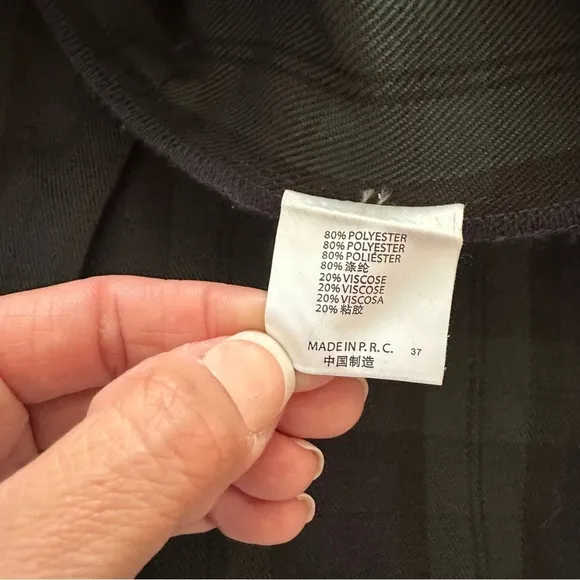 80% POLYESTER
80% POLYESTER
80% POLIÉSTER
80% 涤纶
20% VISCOSE
20% VISCOSE
20% VISCOSA
20% 粘胶
MADE IN P. R. C. 37
中国制造